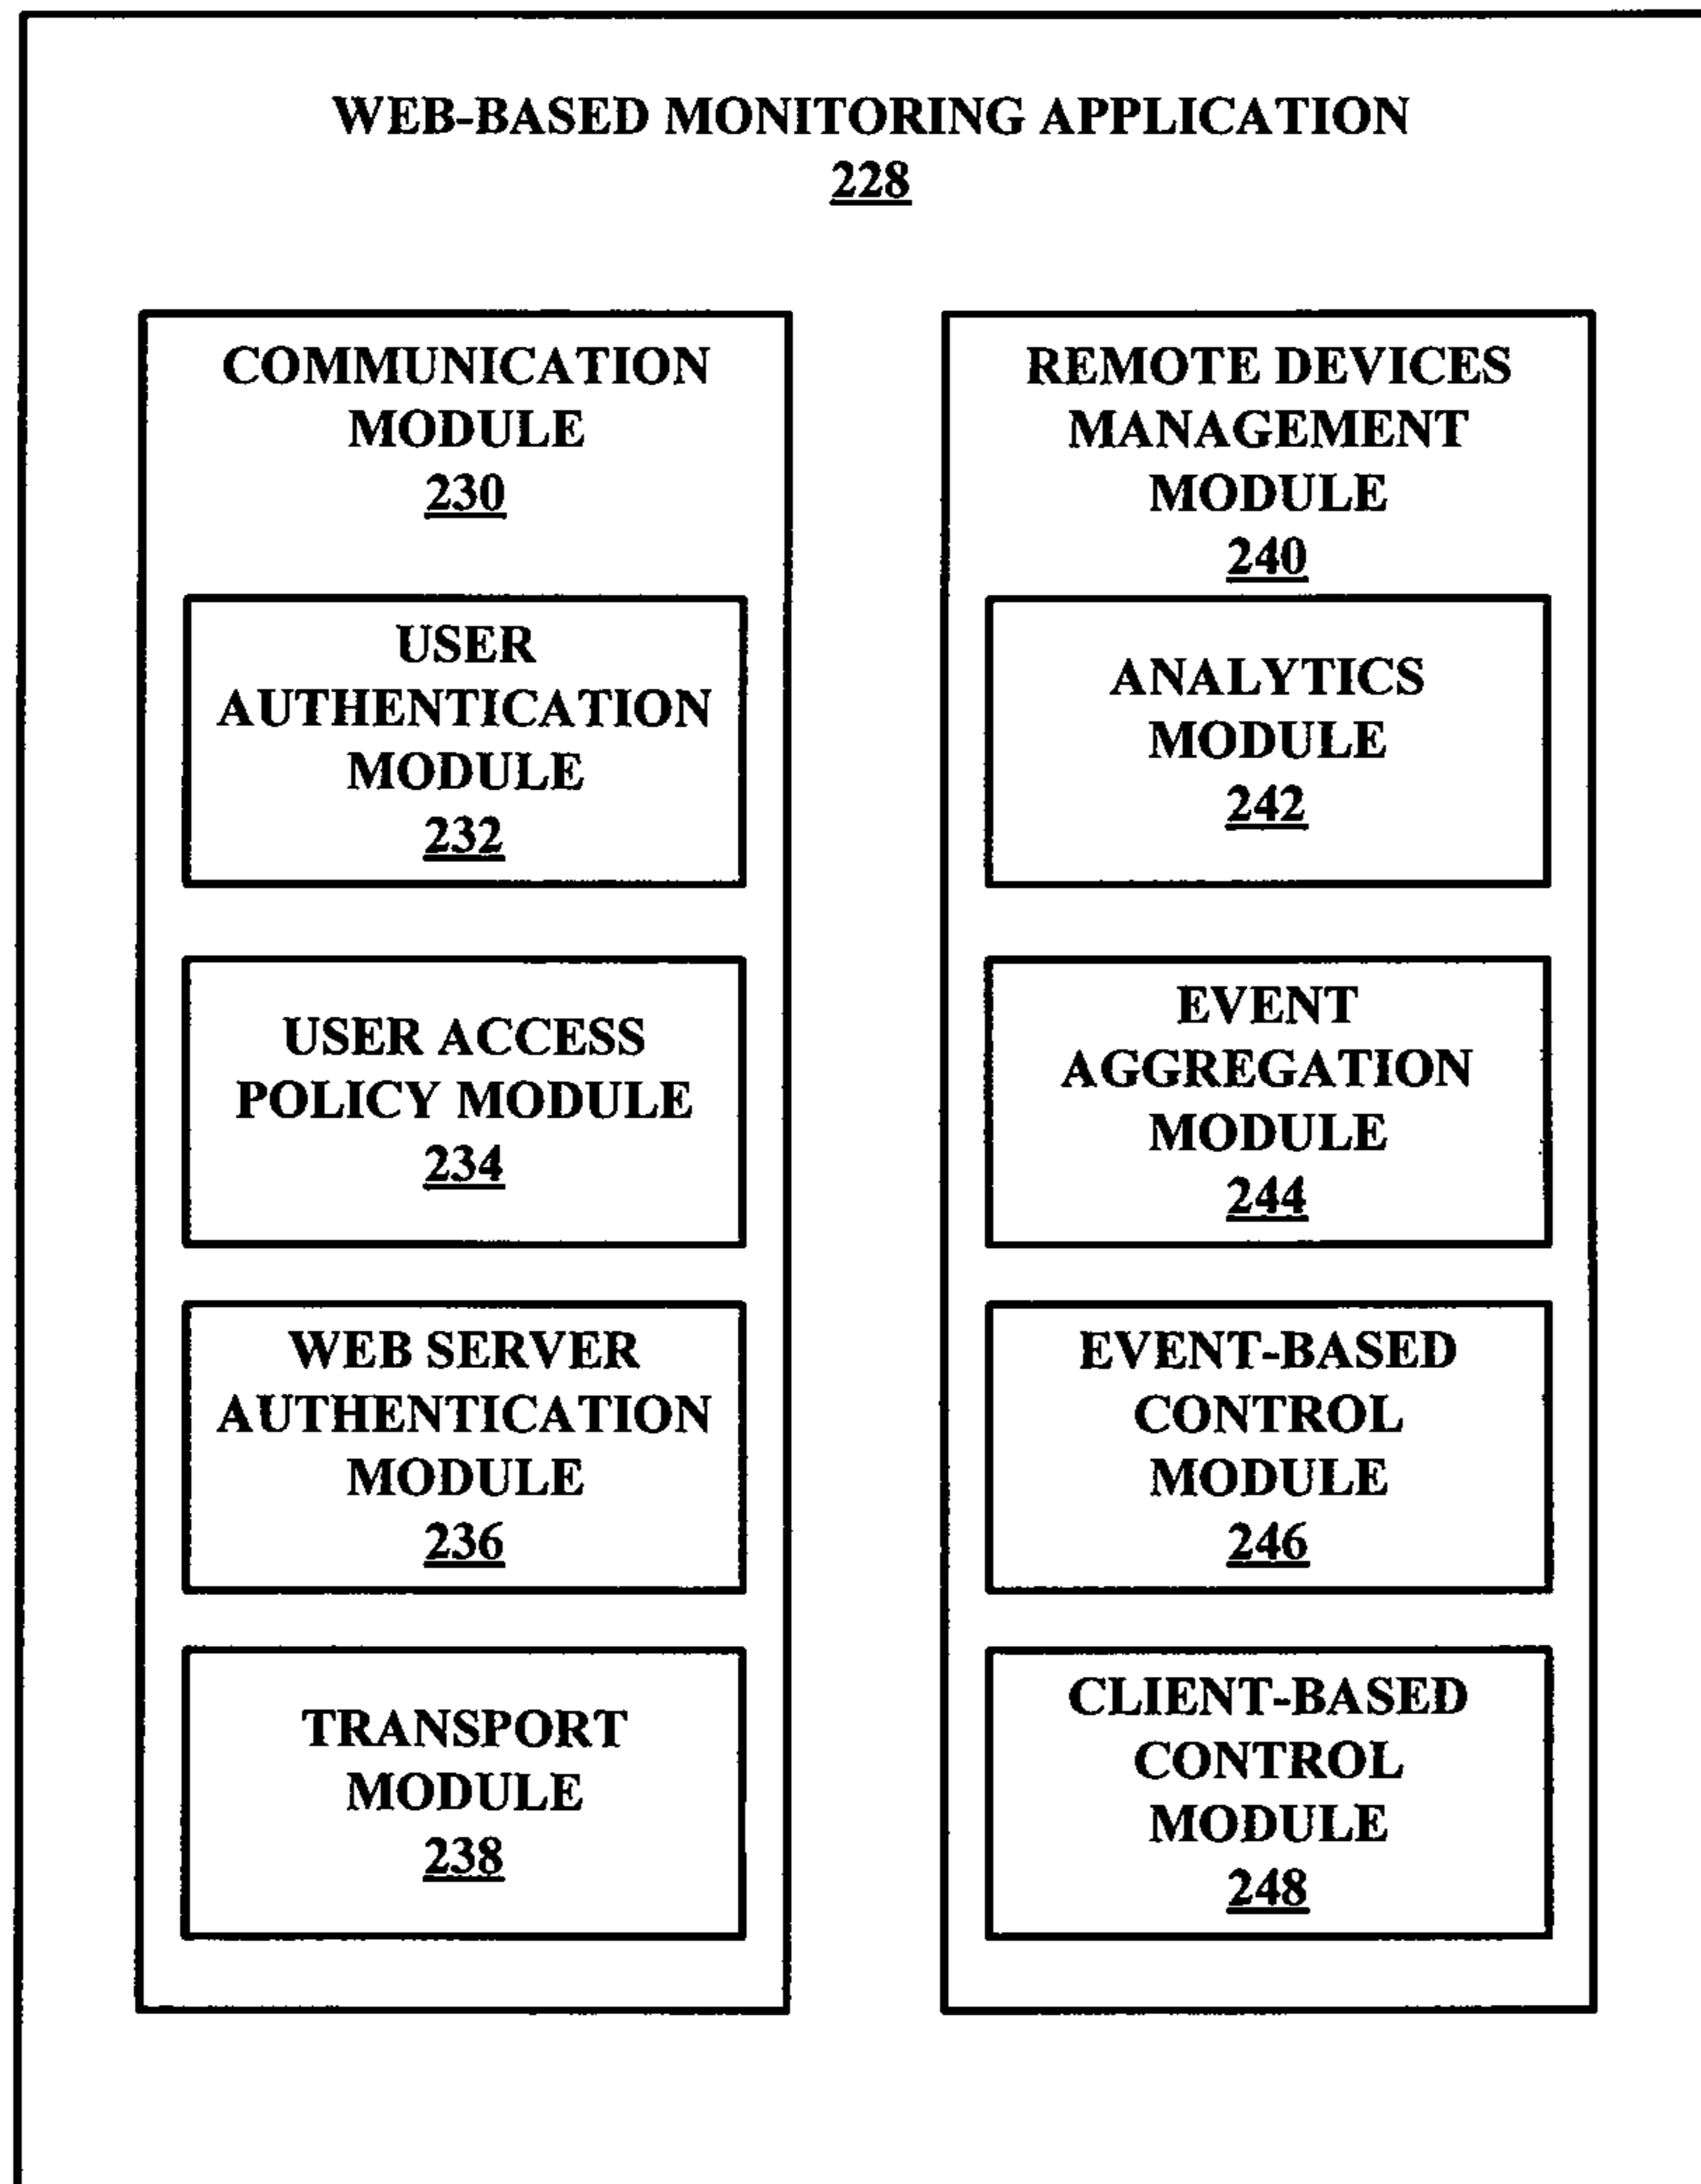 WEB-BASED MONITORING APPLICATION
228
COMMUNICATION
MODULE
230
USER
AUTHENTICATION
MODULE
232
USER ACCESS
POLICY MODULE
234
WEB SERVER
AUTHENTICATION
MODULE
236
TRANSPORT
MODULE
238
REMOTE DEVICES
MANAGEMENT
MODULE
240
ANALYTICS
MODULE
242
EVENT
AGGREGATION
MODULE
244
EVENT-BASED
CONTROL
MODULE
246
CLIENT-BASED
CONTROL
MODULE
248